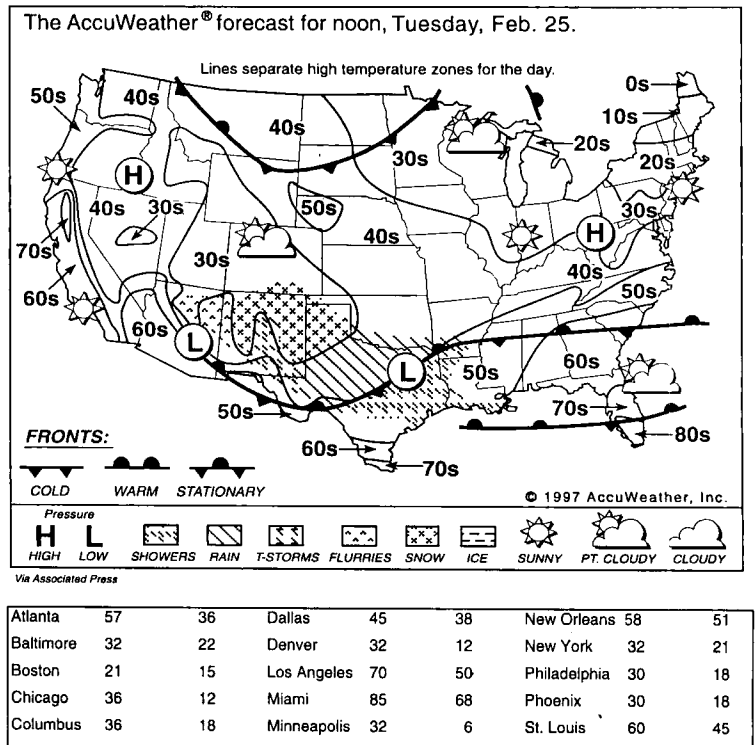 The AccuWeather® forecast for noon, Tuesday, Feb. 25.
Lines separate high temperature zones for the day.
50s
40s
40s
30s
20s
0s
10s
20s
H
40s
30s
50s
30s
H
30s
40s
70s
60s
40s
50s
60s
L
L
50s
60s
50s
70s
80s
60s
70s
FRONTS:
COLD WARM STATIONARY
© 1997 AccuWeather, Inc.
Pressure
H L
HIGH LOW SHOWERS RAIN T-STORMS FLURRIES SNOW ICE SUNNY PT. CLOUDY CLOUDY
Via Associated Press
Atlanta 57 36 Dallas 45 38 New Orleans 58 51
Baltimore 32 22 Denver 32 12 New York 32 21
Boston 21 15 Los Angeles 70 50 Philadelphia 30 18
Chicago 36 12 Miami 85 68 Phoenix 30 18
Columbus 36 18 Minneapolis 32 6 St. Louis 60 45